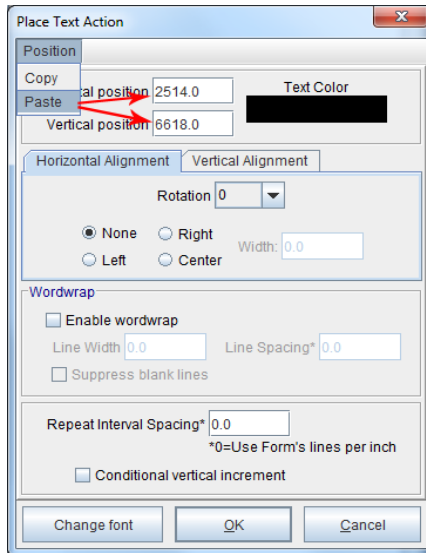 Place Text Action
Position
Copy
Paste
al position 2514.0
Text Color
Vertical position 6618.0
Horizontal Alignment
Vertical Alignment
Rotation 0
None
Right
Width: 0.0
Left
Center
Wordwrap
Enable wordwrap
Line Width 0.0
Line Spacing* 0.0
Suppress blank lines
Repeat Interval Spacing* 0.0
*0=Use Form's lines per inch
Conditional vertical increment
Change font
OK
Cancel